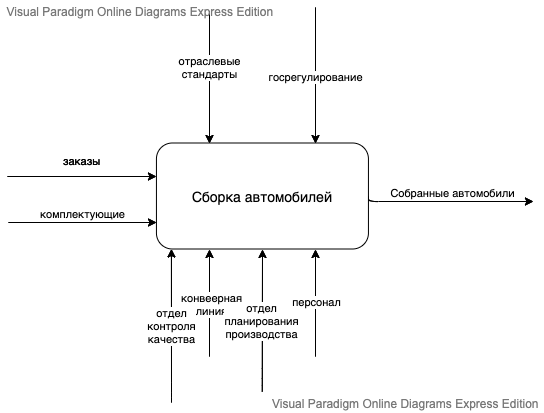 Visual Paradigm Online Diagrams Express Edition
отраслевые
стандарты
госрегулирование
заказы
комплектующие
Сборка автомобилей
Собранные автомобили
отдел
контроля
качества
конвеерная
линия
отдел
планирования
производства
персонал
Visual Paradigm Online Diagrams Express Edition